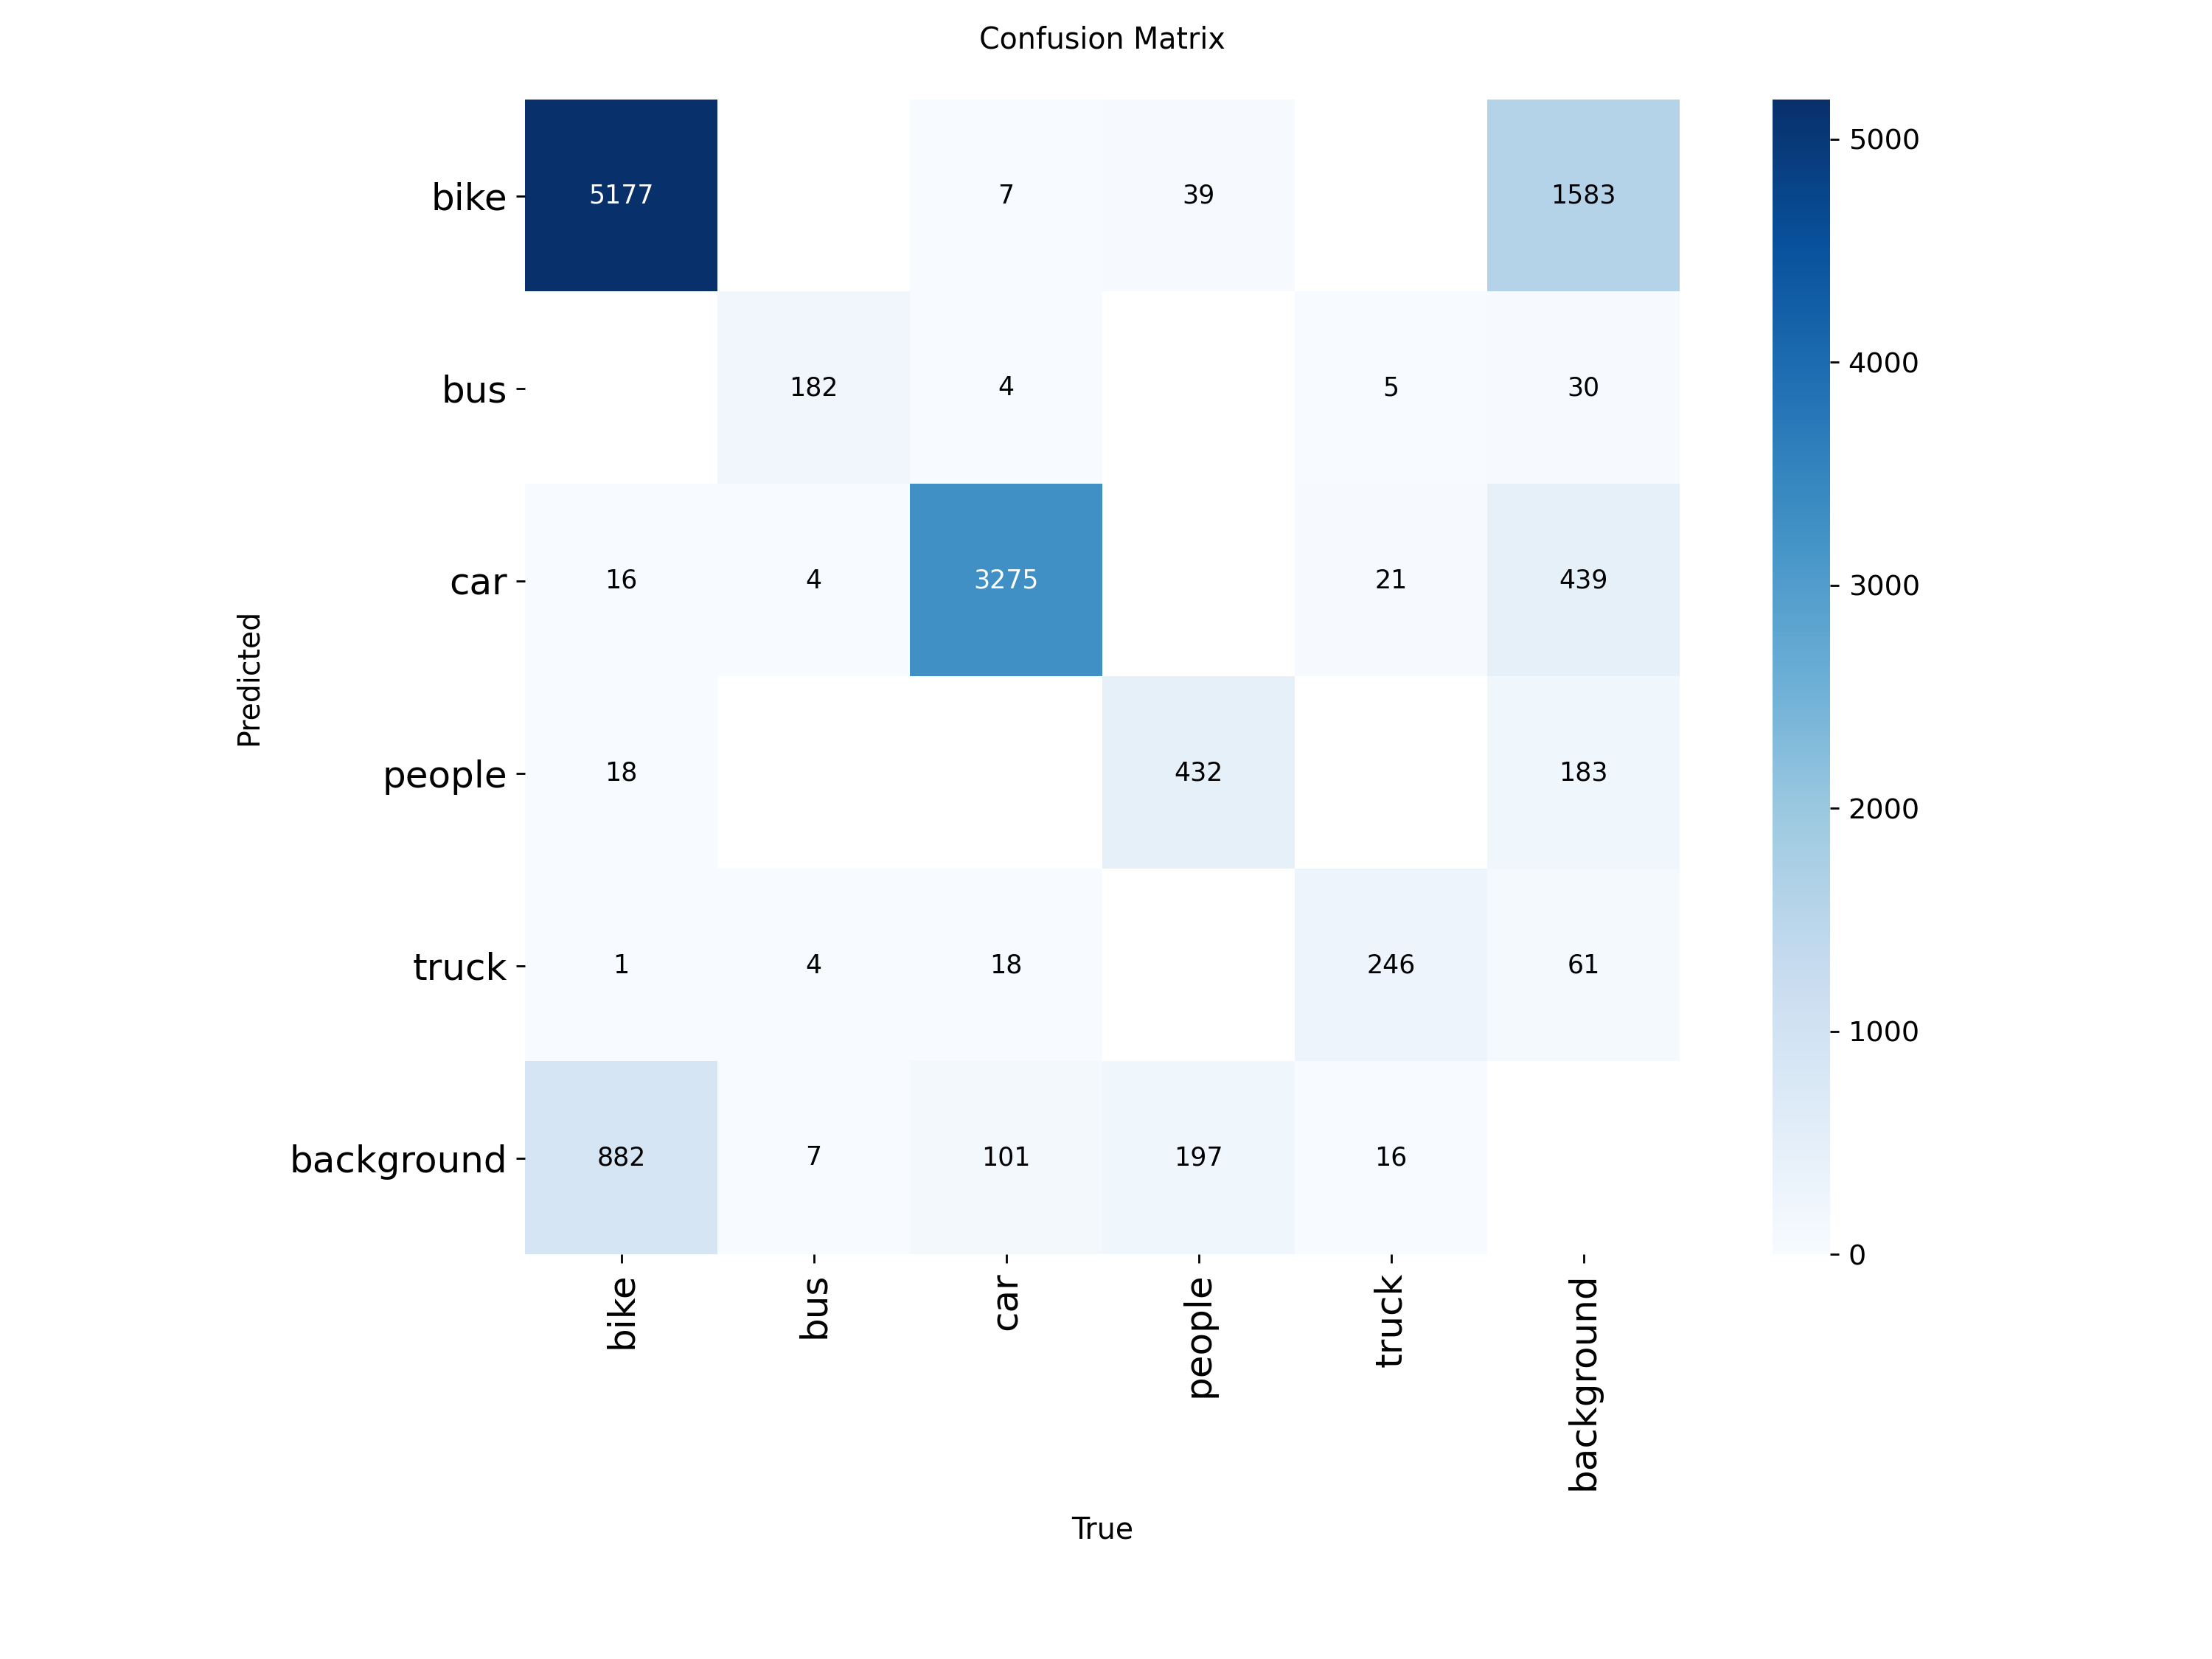 Confusion Matrix
bike 5177 7 39 1583
bus 182 4 5 30
car 16 4 3275 21 439
people 18 432 183
truck 1 4 18 246 61
background 882 7 101 197 16
bike bus car people truck background
Predicted
True
5000
4000
3000
2000
1000
0